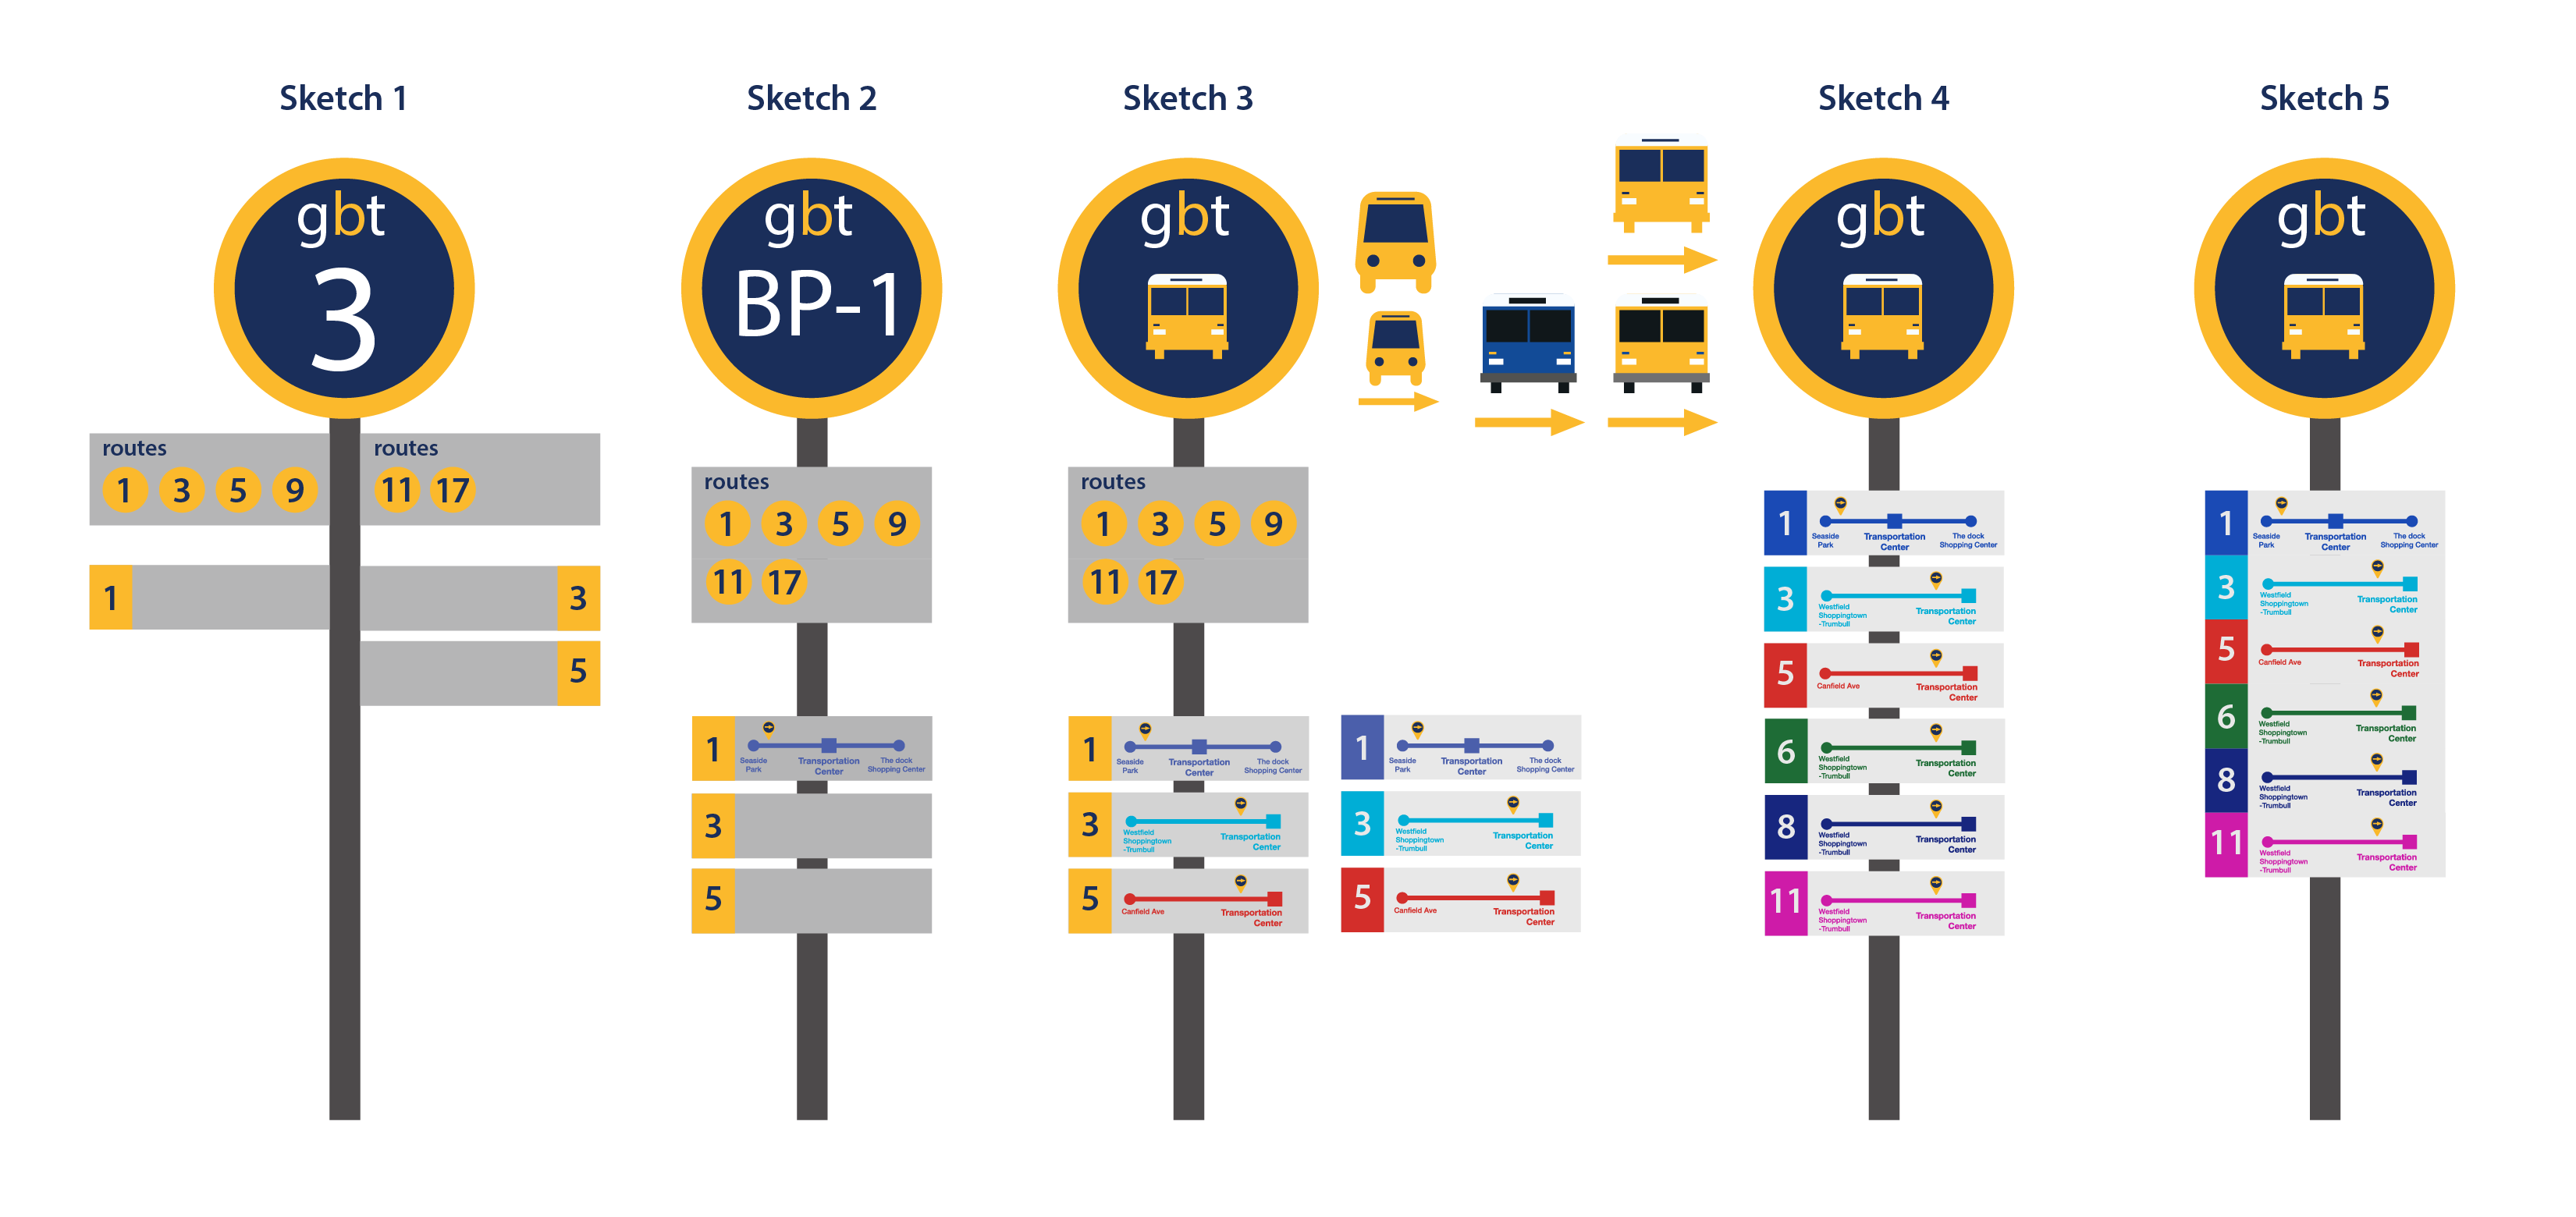 Sketch 1
gbt
3
routes
1 3 5 9
routes
11 17
1
3
5
Sketch 2
gbt
BP-1
routes
1 3 5 9
11 17
1
Seaside
Park
Transportation
Center
The dock
Shopping Center
3
5
Sketch 3
gbt
routes
1 3 5 9
11 17
1
Seaside
Park
Transportation
Center
The dock
Shopping Center
3
Westfield
Shoppingtown
-Trumbull
Transportation
Center
5
Canfield Ave
Transportation
Center
1
Seaside
Park
Transportation
Center
The dock
Shopping Center
3
Westfield
Shoppingtown
-Trumbull
Transportation
Center
5
Canfield Ave
Transportation
Center
Sketch 4
gbt
1
Seaside
Park
Transportation
Center
The dock
Shopping Center
3
Westfield
Shoppingtown
-Trumbull
Transportation
Center
5
Canfield Ave
Transportation
Center
6
Westfield
Shoppingtown
-Trumbull
Transportation
Center
8
Westfield
Shoppingtown
-Trumbull
Transportation
Center
11
Westfield
Shoppingtown
-Trumbull
Transportation
Center
Sketch 5
gbt
1
Seaside
Park
Transportation
Center
The dock
Shopping Center
3
Westfield
Shoppingtown
-Trumbull
Transportation
Center
5
Canfield Ave
Transportation
Center
6
Westfield
Shoppingtown
-Trumbull
Transportation
Center
8
Westfield
Shoppingtown
-Trumbull
Transportation
Center
11
Westfield
Shoppingtown
-Trumbull
Transportation
Center